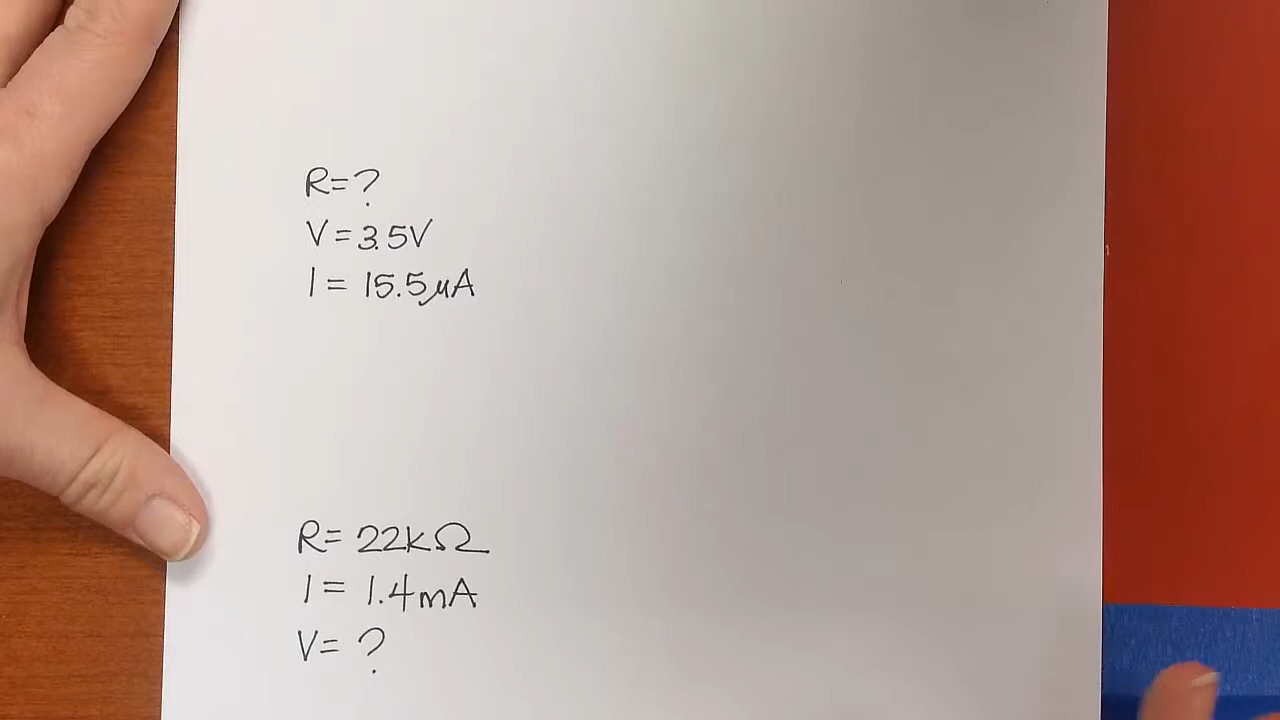 R=?
V=3.5V
I=15.5μA
R=22kΩ
I=1.4mA
V=?